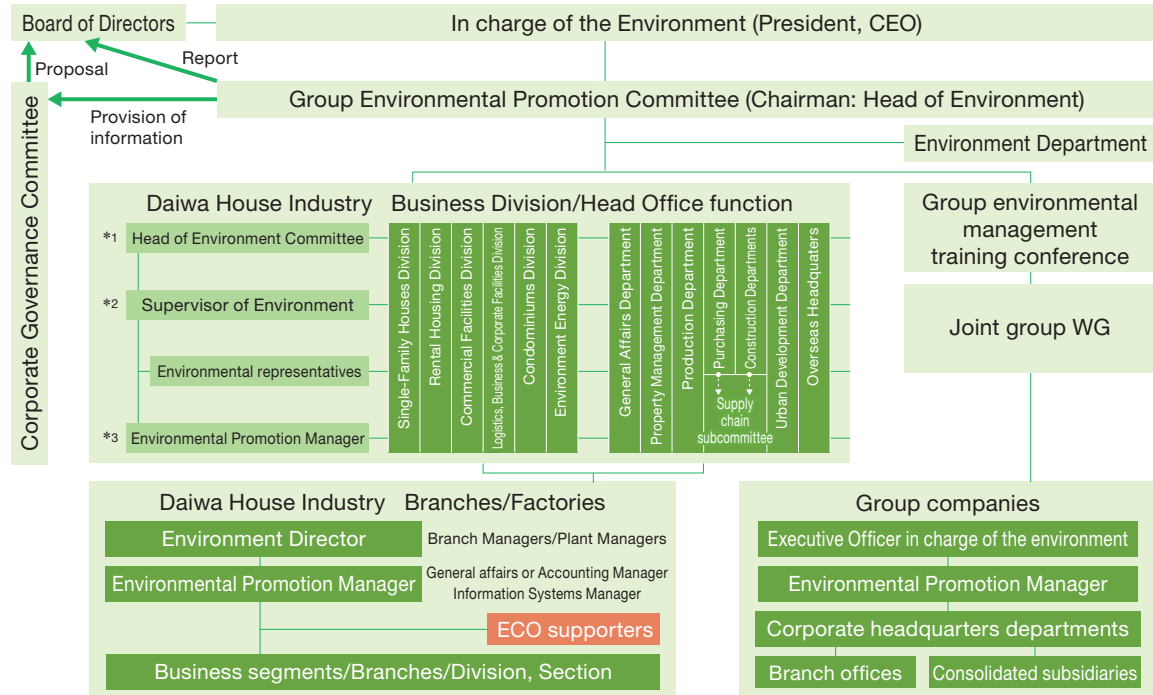 Board of Directors
In charge of the Environment (President, CEO)
Report
Proposal
Corporate Governance Committee
Group Environmental Promotion Committee (Chairman: Head of Environment)
Provision of
information
Environment Department
Daiwa House Industry Business Division/Head Office function
*1 Head of Environment Committee
*2 Supervisor of Environment
Environmental representatives
*3 Environmental Promotion Manager
Single-Family Houses Division
Rental Housing Division
Commercial Facilities Division
Logistics, Business & Corporate Facilities Division
Condominiums Division
Environment Energy Division
General Affairs Department
Property Management Department
Production Department
Purchasing Department
Construction Departments
Supply
chain
subcommittee
Urban Development Department
Overseas Headquaters
Group environmental
management
training conference
Joint group WG
Daiwa House Industry Branches/Factories
Environment Director
Branch Managers/Plant Managers
Environmental Promotion Manager
General affairs or Accounting Manager
Information Systems Manager
ECO supporters
Business segments/Branches/Division, Section
Group companies
Executive Officer in charge of the environment
Environmental Promotion Manager
Corporate headquarters departments
Branch offices
Consolidated subsidiaries